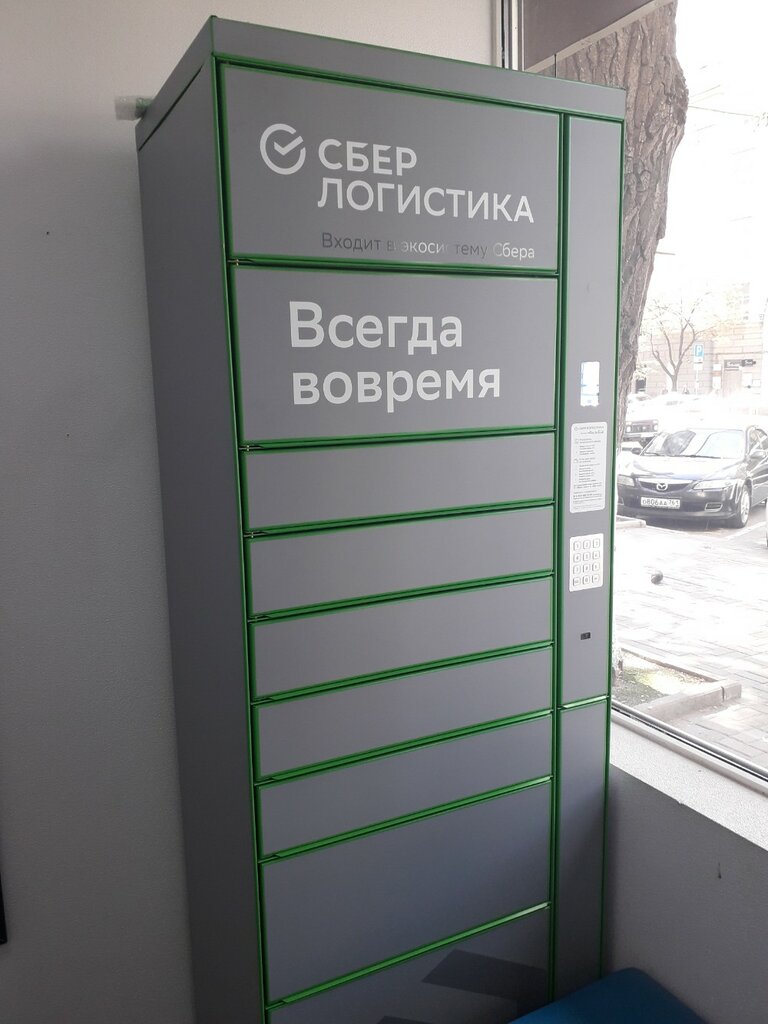 СБЕР
ЛОГИСТИКА
Входит в экосистему Сбера
Всегда
вовремя